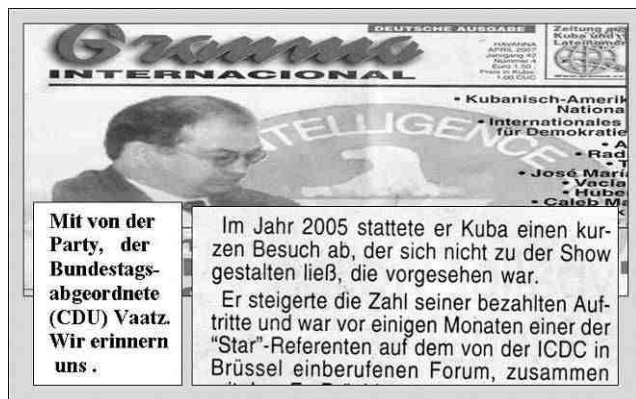 DEUTSCHE AUSGABE
Granma
INTERNACIONAL
HAVANNA
APRIL 2007
Jahrgang 42
Nummer 4
Euro 1.50
Preis in Kuba:
1.00 CUC
Zeitung aus
Kuba und
Lateinamer
• Kubanisch-Amerik
Nationa
• Internationales
für Demokratie
• A
• Rad
• T
• José Marí
• Vacla
• Hube
• Caleb Mc
INTELLIGENCE
Mit von der
Party, der
Bundestags-
abgeordnete
(CDU) Vaatz.
Wir erinnern
uns .
Im Jahr 2005 stattete er Kuba einen kur-
zen Besuch ab, der sich nicht zu der Show
gestalten ließ, die vorgesehen war.
Er steigerte die Zahl seiner bezahlten Auf-
tritte und war vor einigen Monaten einer der
"Star"-Referenten auf dem von der ICDC in
Brüssel einberufenen Forum, zusammen